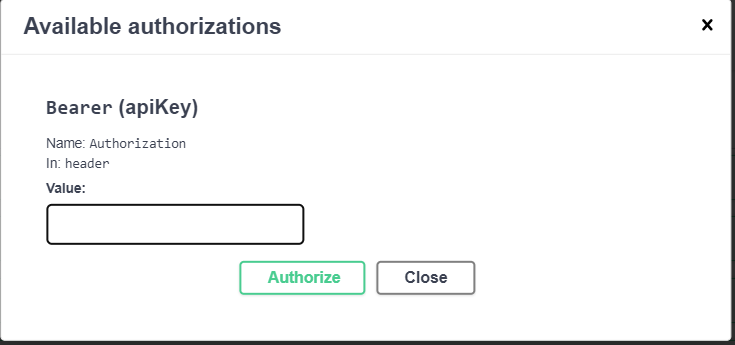 Available authorizations
×
Bearer (apiKey)
Name: Authorization
In: header
Value:
Authorize Close